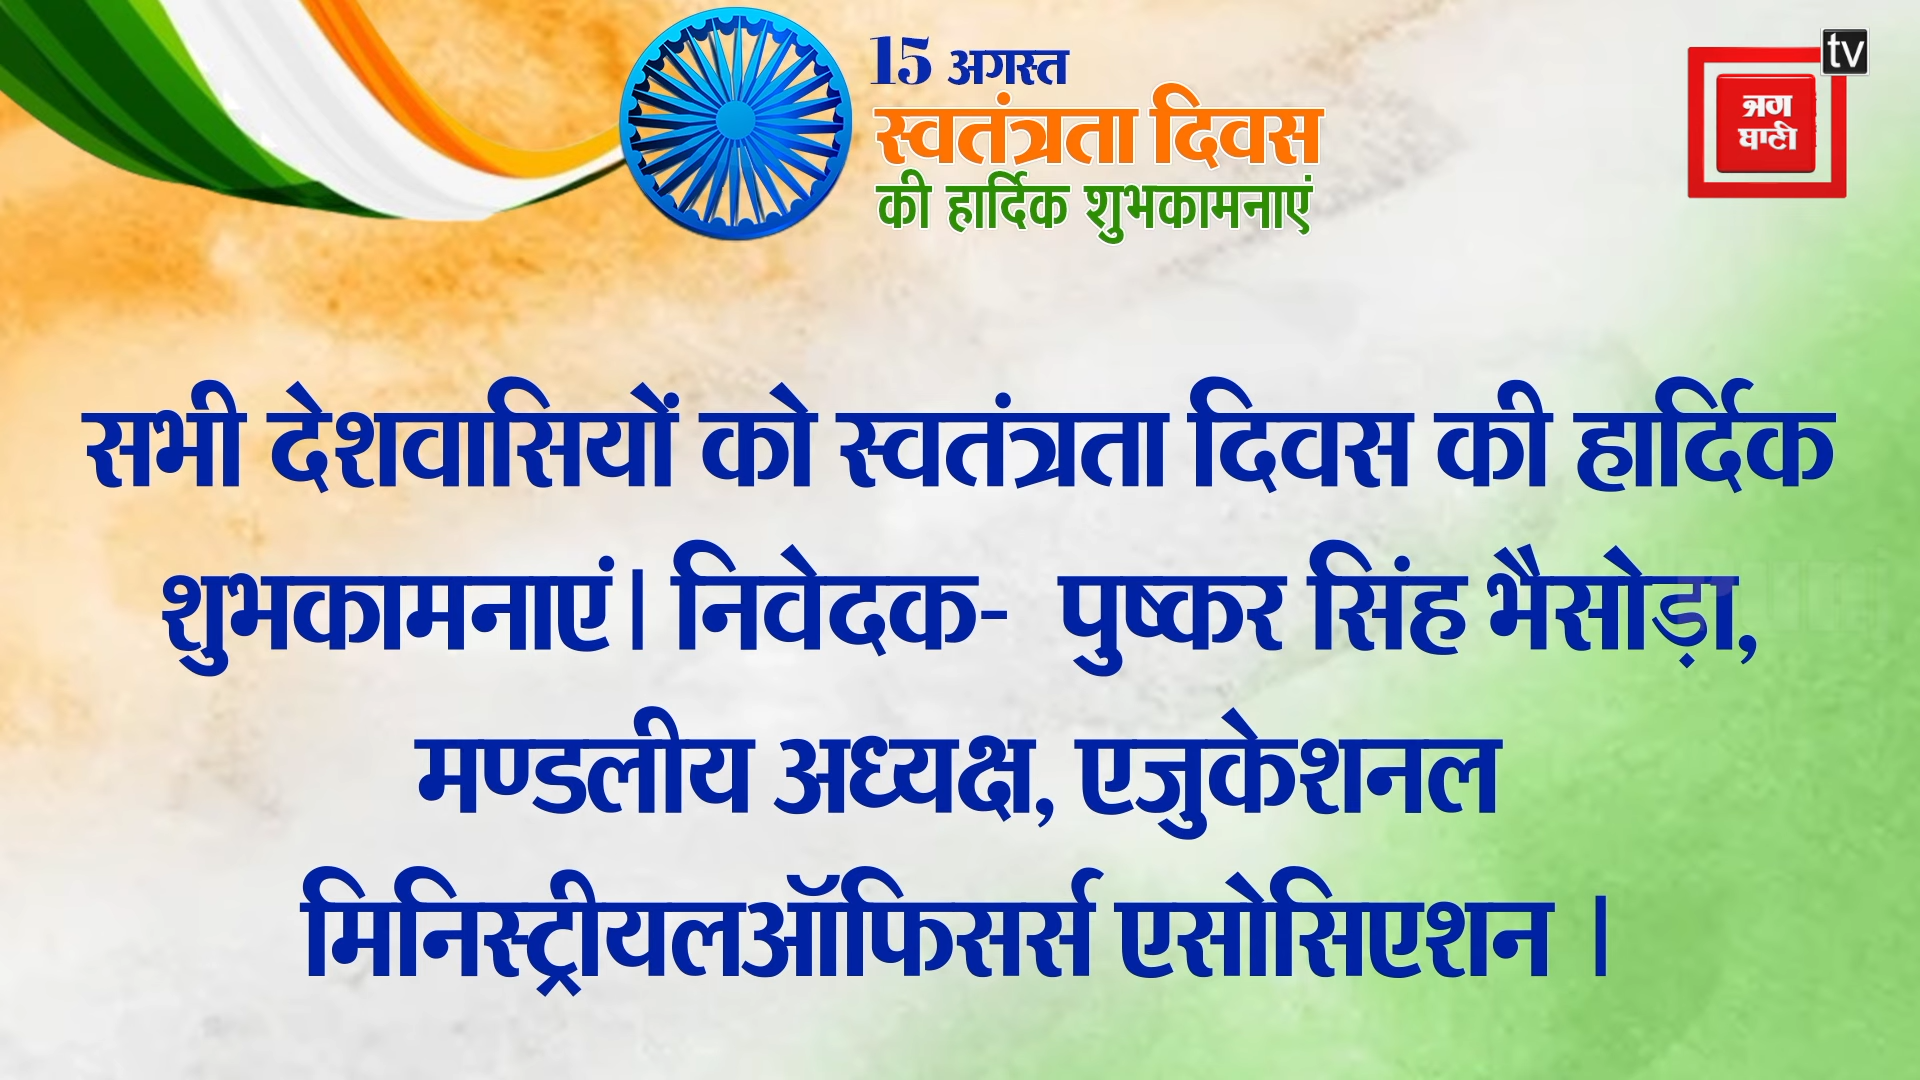 15 अगस्त
स्वतंत्रता दिवस
की हार्दिक शुभकामनाएं
tv
सभी देशवासियों को स्वतंत्रता दिवस की हार्दिक
शुभकामनाएं। निवेदक- पुष्कर सिंह भैसोड़ा,
मण्डलीय अध्यक्ष, एजुकेशनल
मिनिस्ट्रीयलऑफिसर्स एसोसिएशन ।